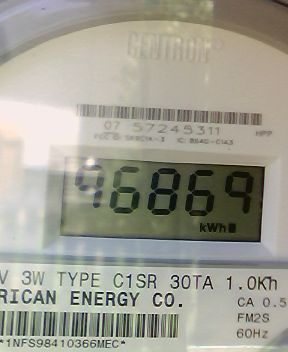 CENTRON®
07 57245311
HPP
96869
kWh
V 3W TYPE C1SR 30TA 1.0Kh
RICAN ENERGY CO.
CA 0.5
FM2S
60Hz
*1NFS98410366MEC*